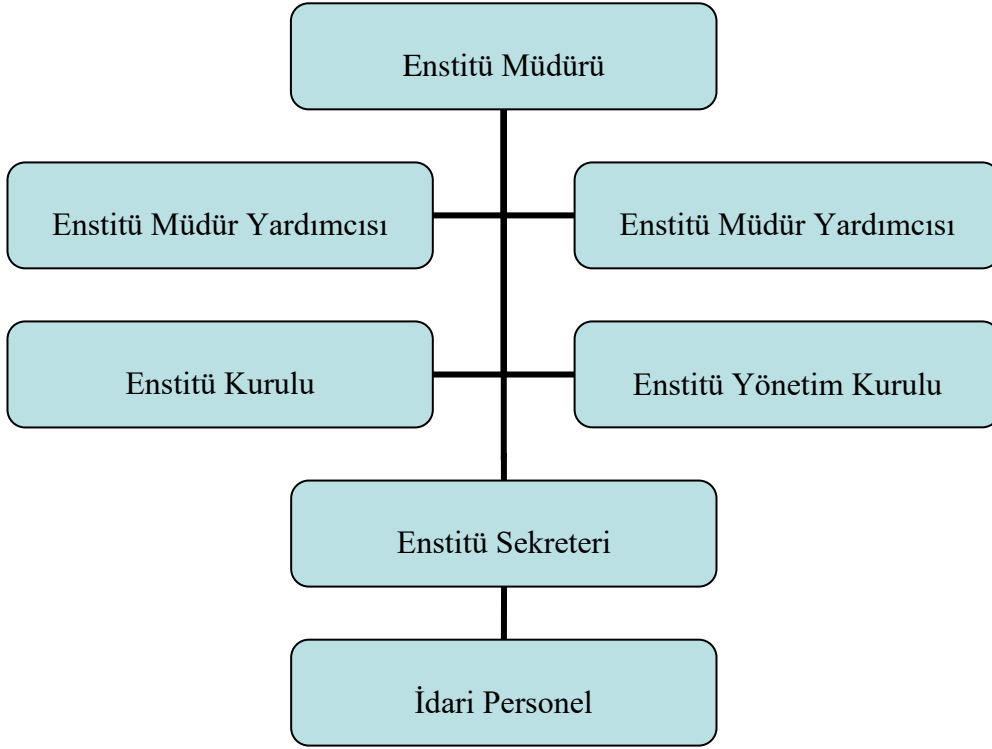 Enstitü Müdürü
Enstitü Müdür Yardımcısı
Enstitü Müdür Yardımcısı
Enstitü Kurulu
Enstitü Yönetim Kurulu
Enstitü Sekreteri
İdari Personel